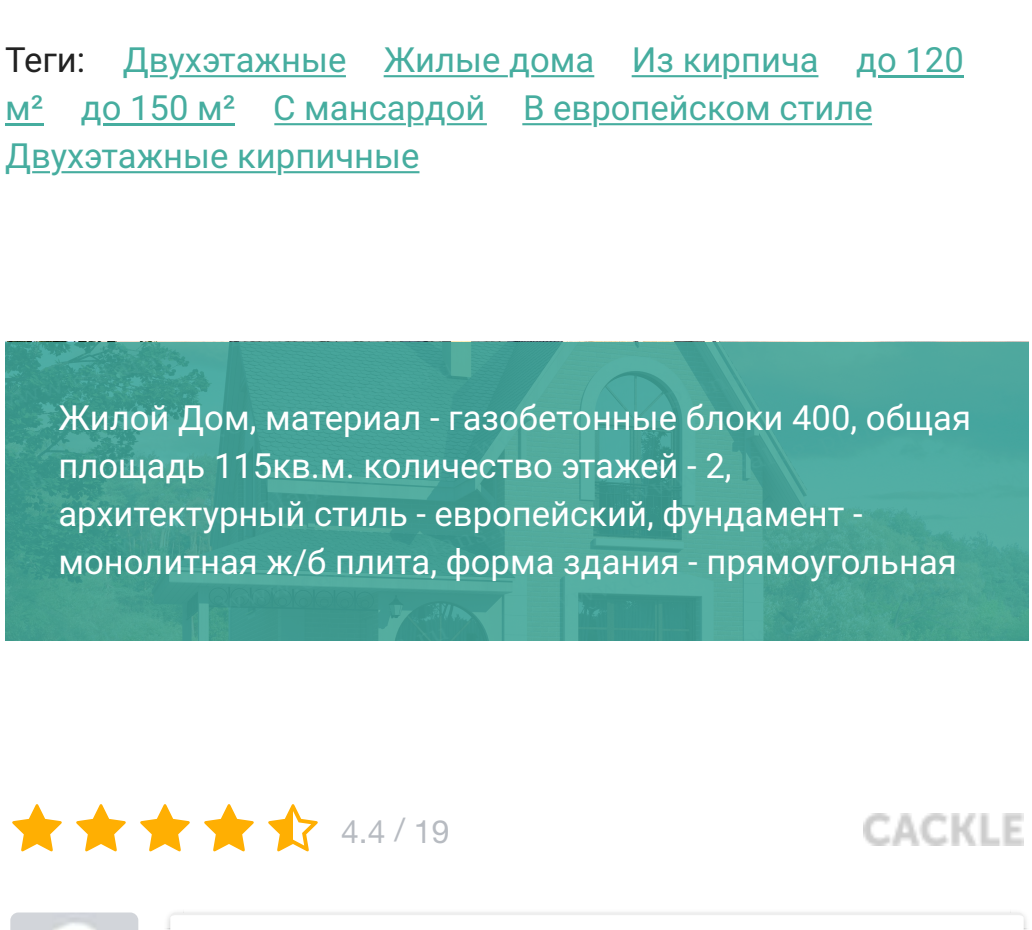 Теги: Двухэтажные Жилые дома Из кирпича до 120
м² до 150 м² С мансардой В европейском стиле
Двухэтажные кирпичные
Жилой Дом, материал - газобетонные блоки 400, общая
площадь 115кв.м. количество этажей - 2,
архитектурный стиль - европейский, фундамент -
монолитная ж/б плита, форма здания - прямоугольная
4.4 / 19
CACKLE